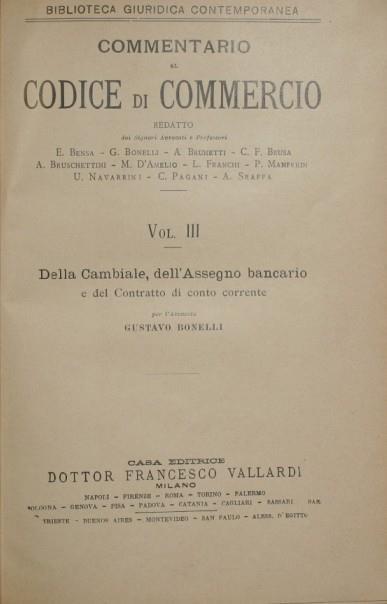 BIBLIOTECA GIURIDICA CONTEMPORANEA
COMMENTARIO
AL
CODICE DI COMMERCIO
REDATTO
dai Signori Avvocati e Professori
E. BENSA - G. BONELLI - A. BRUNETTI - C. F. BRUSA
A. BRUSCHETTINI - M. D'AMELIO - L. FRANCHI - P. MANFREDI
U. NAVARRINI - C. PAGANI - A. SRAFFA
VOL. III
Della Cambiale, dell'Assegno bancario
e del Contratto di conto corrente
per l'Avvocato
GUSTAVO BONELLI
CASA EDITRICE
DOTTOR FRANCESCO VALLARDI
MILANO
NAPOLI - FIRENZE - ROMA - TORINO - PALERMO
BOLOGNA - GENOVA - PISA - PADOVA - CATANIA - CAGLIARI - SASSARI
TRIESTE - BUENOS AIRES - MONTEVIDEO - SAN PAULO - ALESS. D'EGITTO